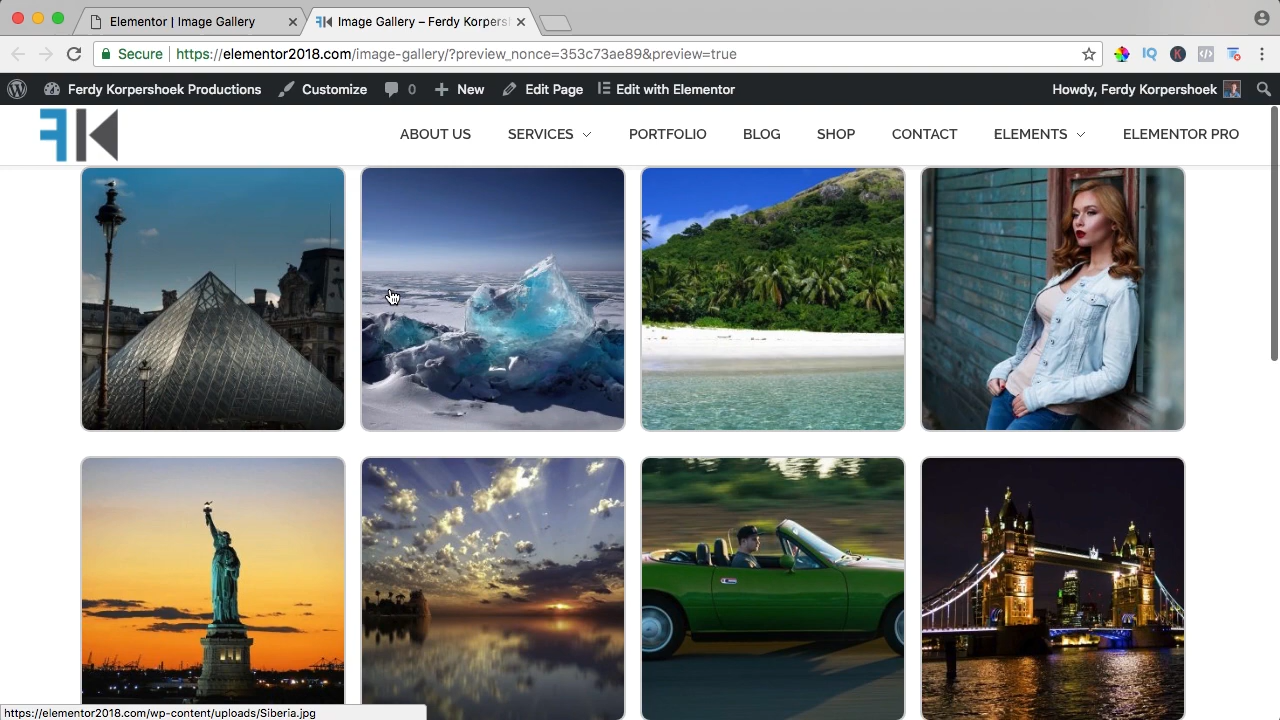 Elementor | Image Gallery
Image Gallery – Ferdy Korpers
Secure
https://elementor2018.com/image-gallery/?preview_nonce=353c73ae89&preview=true
Ferdy Korpershoek Productions Customize 0 New Edit Page Edit with Elementor Howdy, Ferdy Korpershoek
FK ABOUT US SERVICES PORTFOLIO BLOG SHOP CONTACT ELEMENTS ELEMENTOR PRO
https://elementor2018.com/wp-content/uploads/Siberia.jpg